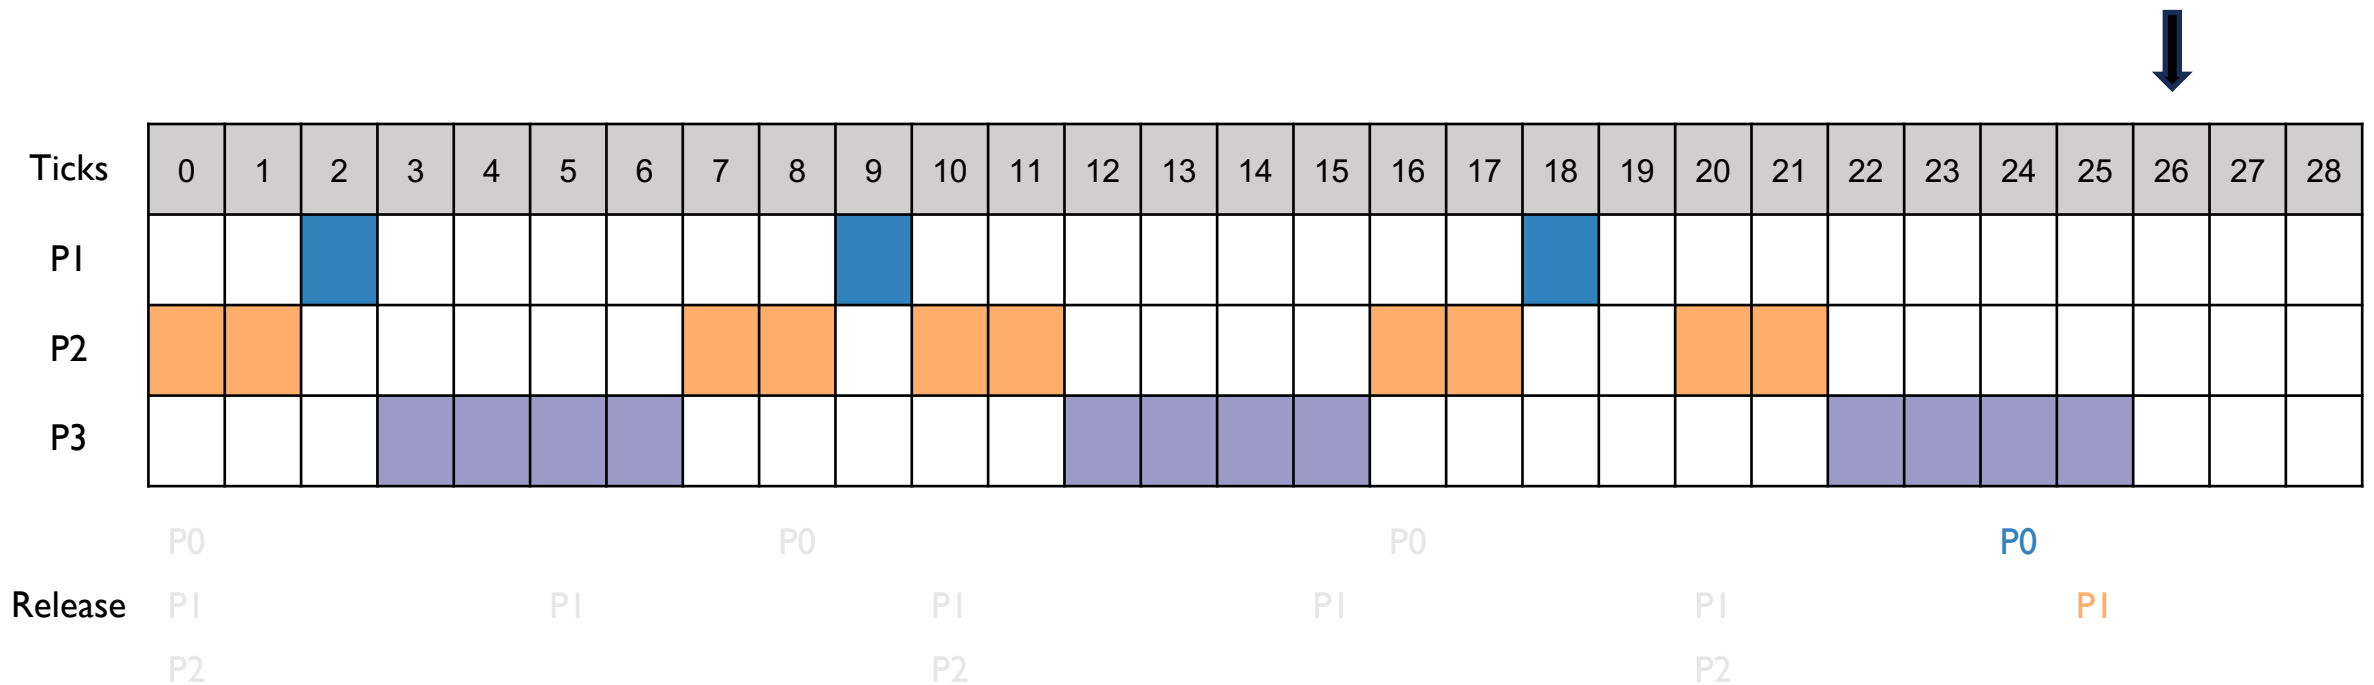 Ticks 0 1 2 3 4 5 6 7 8 9 10 11 12 13 14 15 16 17 18 19 20 21 22 23 24 25 26 27 28
P1
P2
P3
P0 P0 P0 P0
Release P1 P1 P1 P1 P1 P1
P2 P2 P2